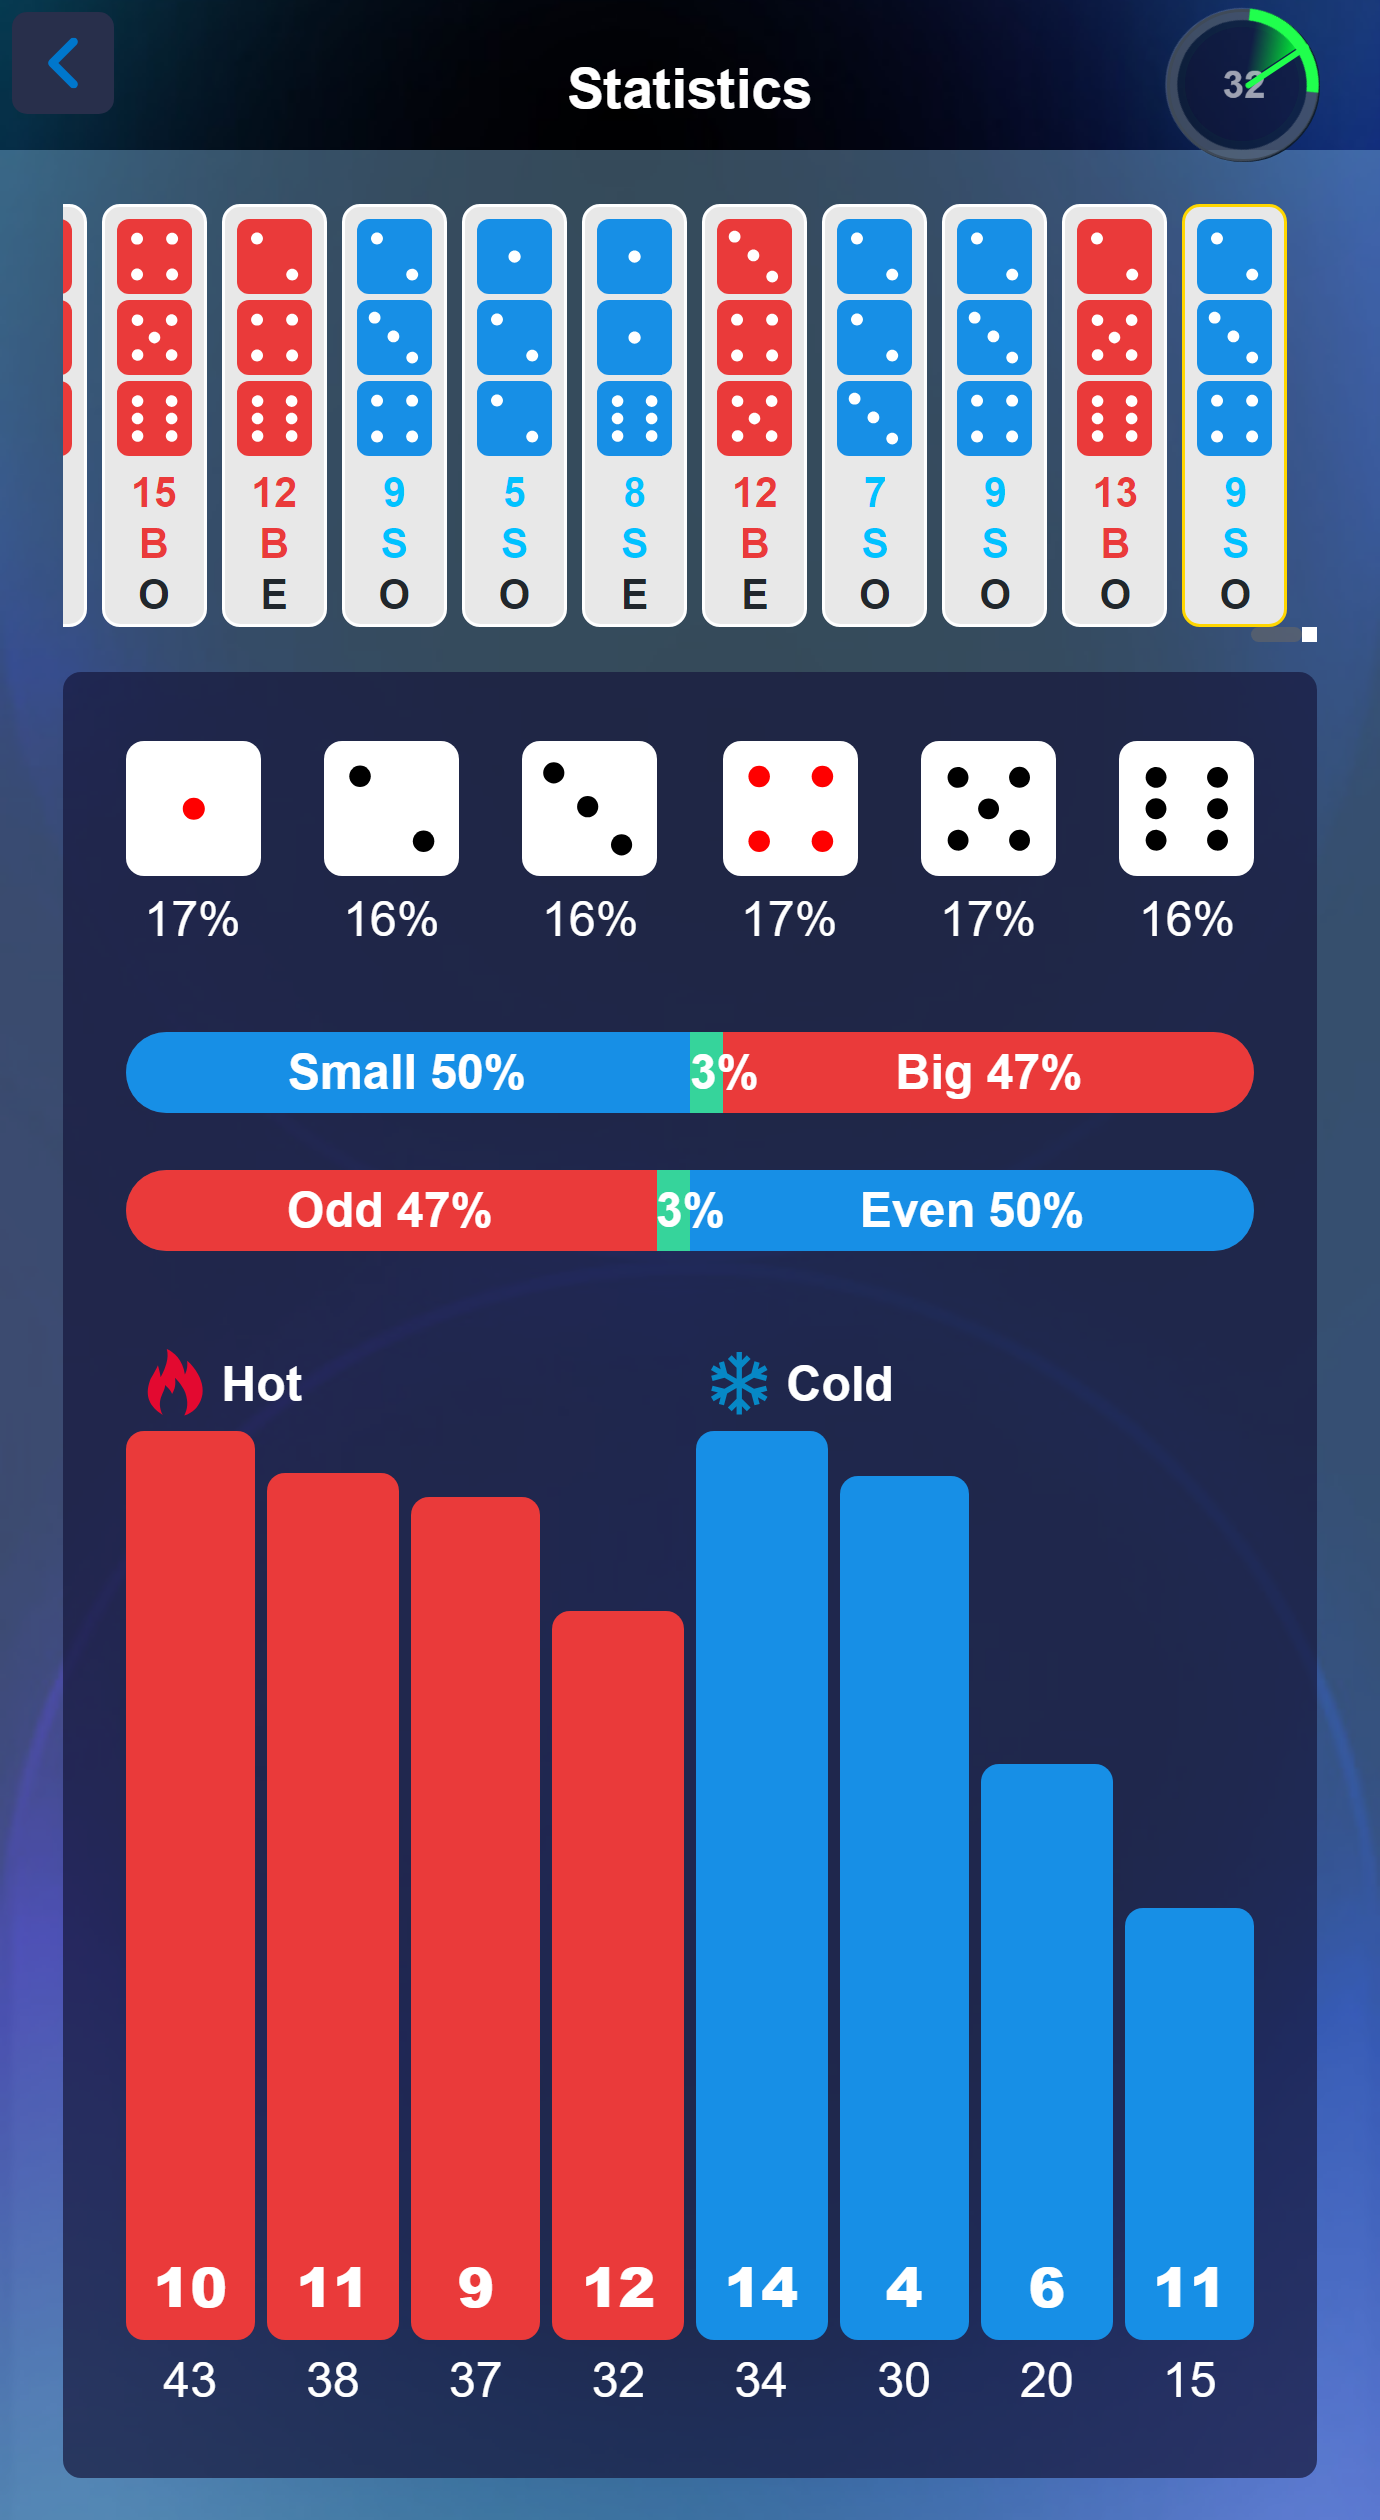 Statistics
32
15 12 9 5 8 12 7 9 13 9
B B S S S B S S B S
O E O O E E O O O O
17% 16% 16% 17% 17% 16%
Small 50% 3% Big 47%
Odd 47% 3% Even 50%
Hot Cold
10 11 9 12 14 4 6 11
43 38 37 32 34 30 20 15